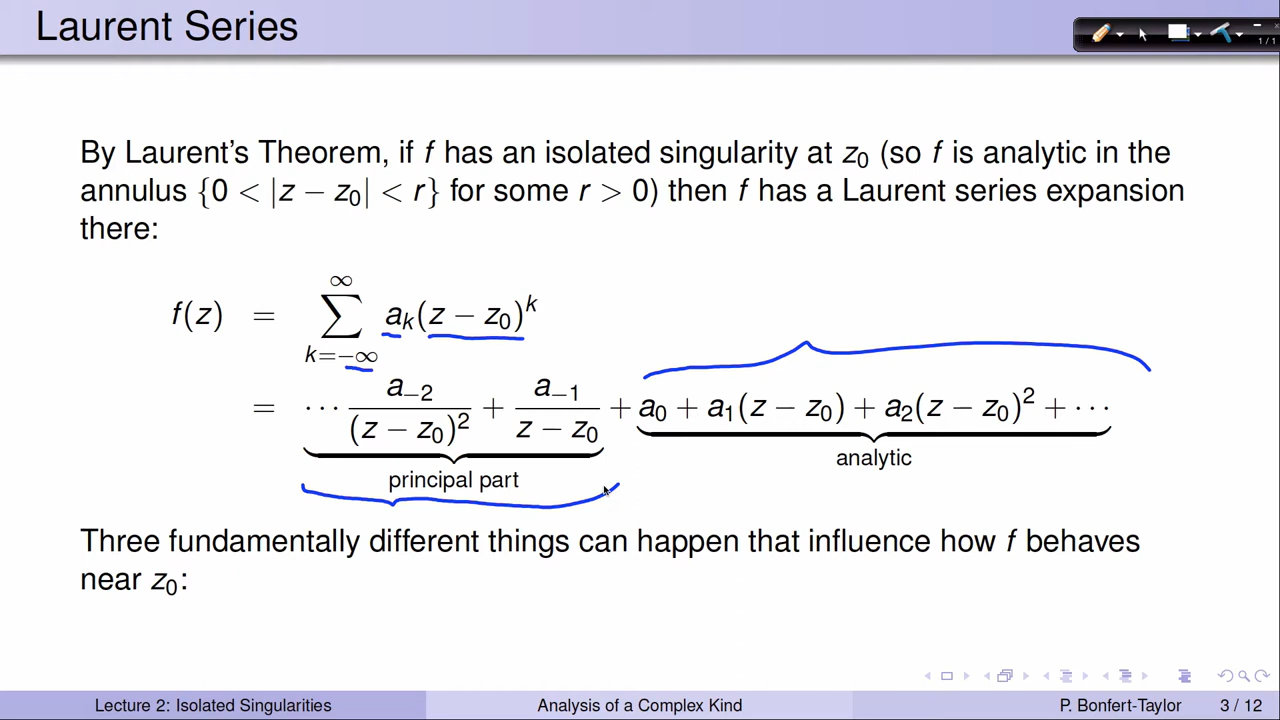 Laurent Series
1/1
By Laurent's Theorem, if f has an isolated singularity at z₀ (so f is analytic in the
annulus {0 < |z − z₀| < r} for some r > 0) then f has a Laurent series expansion
there:
f(z) = ∑_{k=−∞}^{∞} a_k(z − z₀)^k
= ⋯ a₋₂/(z − z₀)² + a₋₁/(z − z₀) + a₀ + a₁(z − z₀) + a₂(z − z₀)² + ⋯
principal part
analytic
Three fundamentally different things can happen that influence how f behaves
near z₀:
Lecture 2: Isolated Singularities Analysis of a Complex Kind P. Bonfert-Taylor 3 / 12